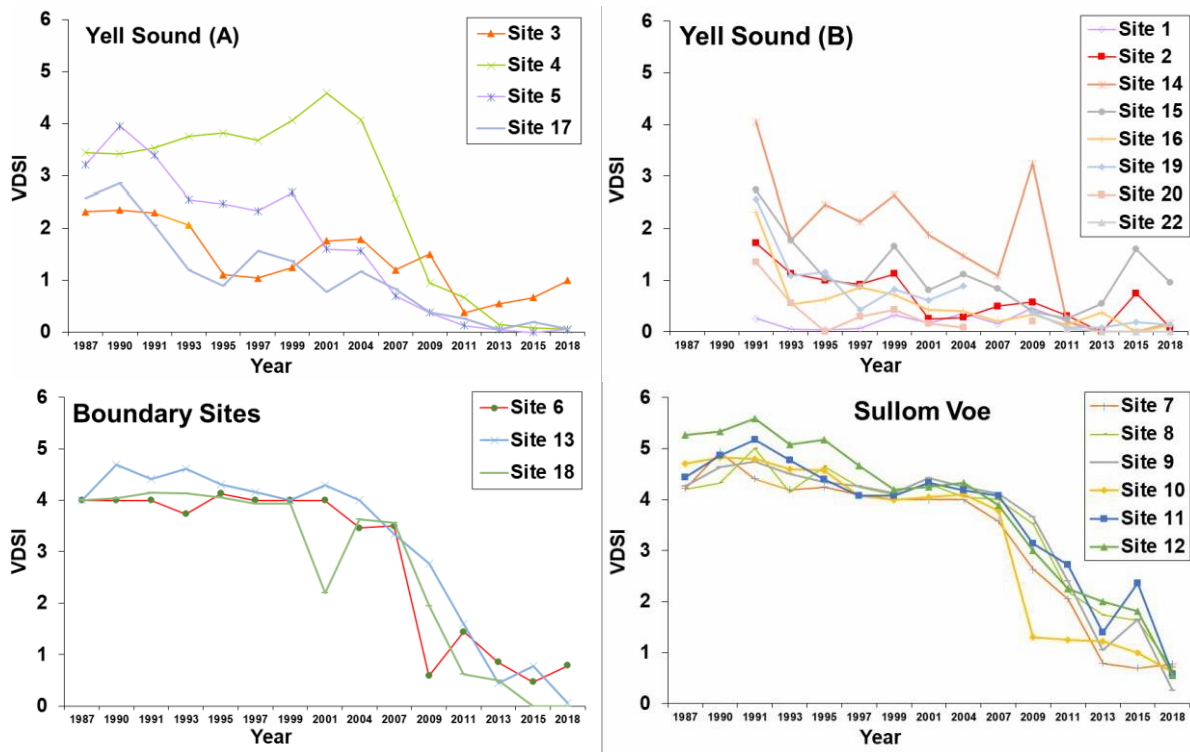 Yell Sound (A)
Site 3
Site 4
Site 5
Site 17
6
5
4
3
2
1
0
VDSI
1987 1990 1991 1993 1995 1997 1999 2001 2004 2007 2009 2011 2013 2015 2018
Year
Yell Sound (B)
Site 1
Site 2
Site 14
Site 15
Site 16
Site 19
Site 20
Site 22
6
5
4
3
2
1
0
VDSI
1987 1990 1991 1993 1995 1997 1999 2001 2004 2007 2009 2011 2013 2015 2018
Year
Boundary Sites
Site 6
Site 13
Site 18
6
5
4
3
2
1
0
VDSI
1987 1990 1991 1993 1995 1997 1999 2001 2004 2007 2009 2011 2013 2015 2018
Year
Sullom Voe
Site 7
Site 8
Site 9
Site 10
Site 11
Site 12
6
5
4
3
2
1
0
VDSI
1987 1990 1991 1993 1995 1997 1999 2001 2004 2007 2009 2011 2013 2015 2018
Year